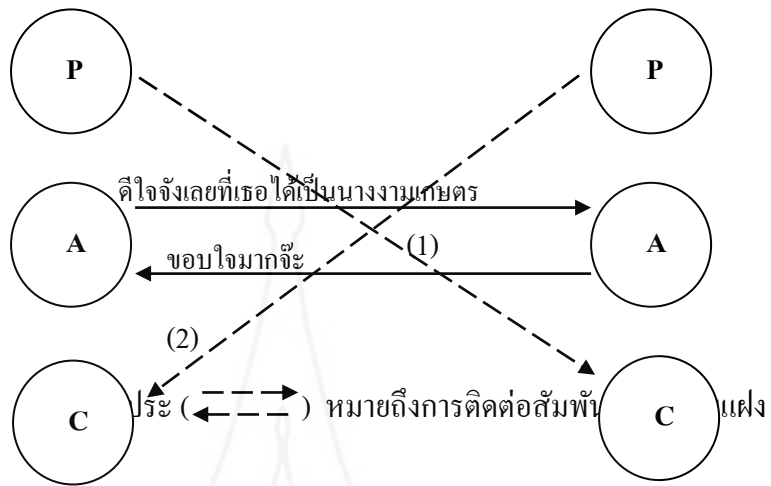 P P
ดีใจจังเลยที่เธอได้เป็นนางงามเกษตร
A A
ขอบใจมากจ๊ะ (1)
(2)
C ประ ( ) หมายถึงการติดต่อสัมพัน C แฝง